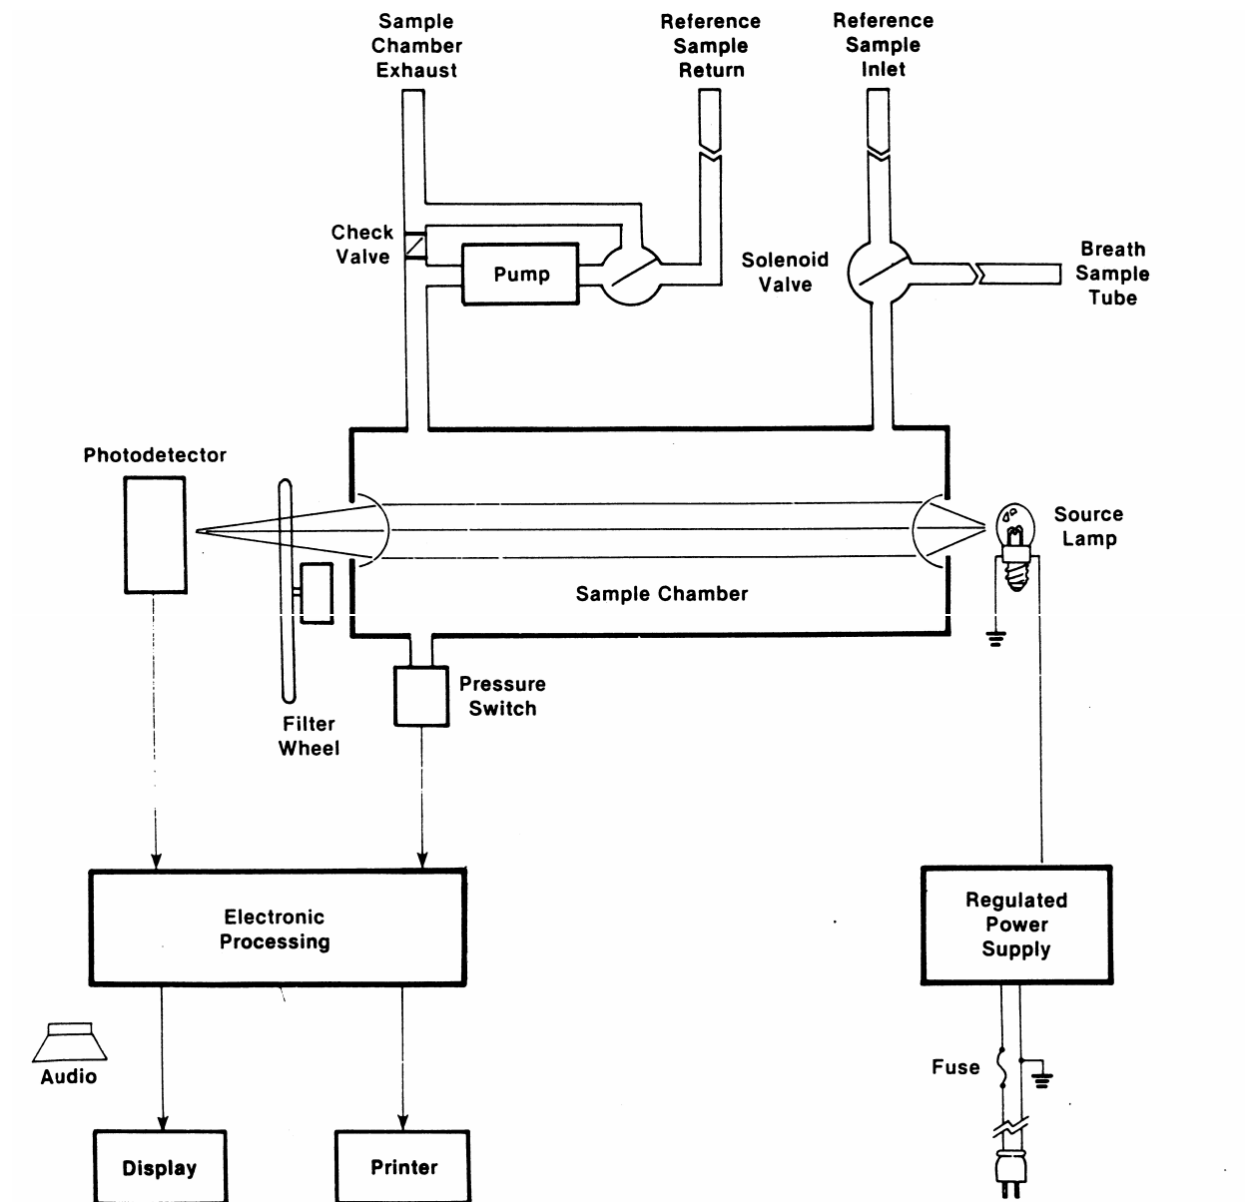 Sample
Chamber
Exhaust
Reference
Sample
Return
Reference
Sample
Inlet
Check
Valve
Pump
Solenoid
Valve
Breath
Sample
Tube
Photodetector
Source
Lamp
Sample Chamber
Pressure
Switch
Filter
Wheel
Electronic
Processing
Regulated
Power
Supply
Fuse
Audio
Display
Printer